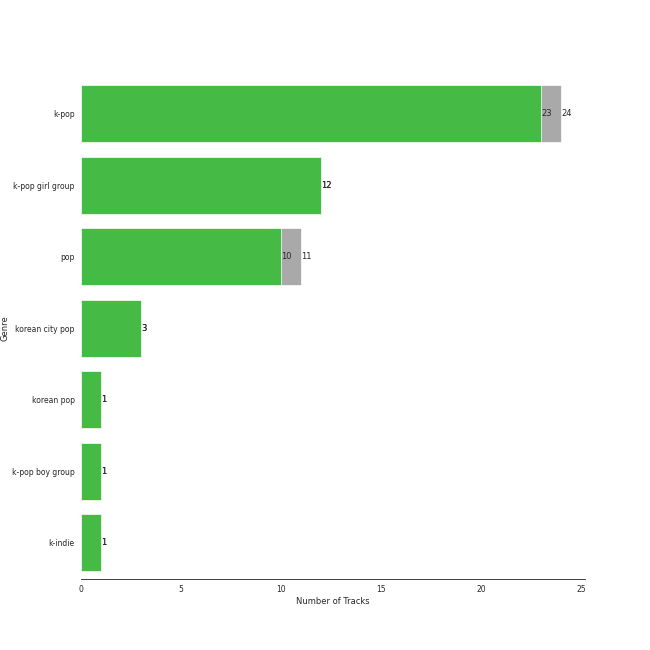 k-pop
23
24
k-pop girl group
12
pop
10
11
korean city pop
3
Genre
korean pop
1
k-pop boy group
1
k-indie
1
0
5
10
15
20
25
Number of Tracks